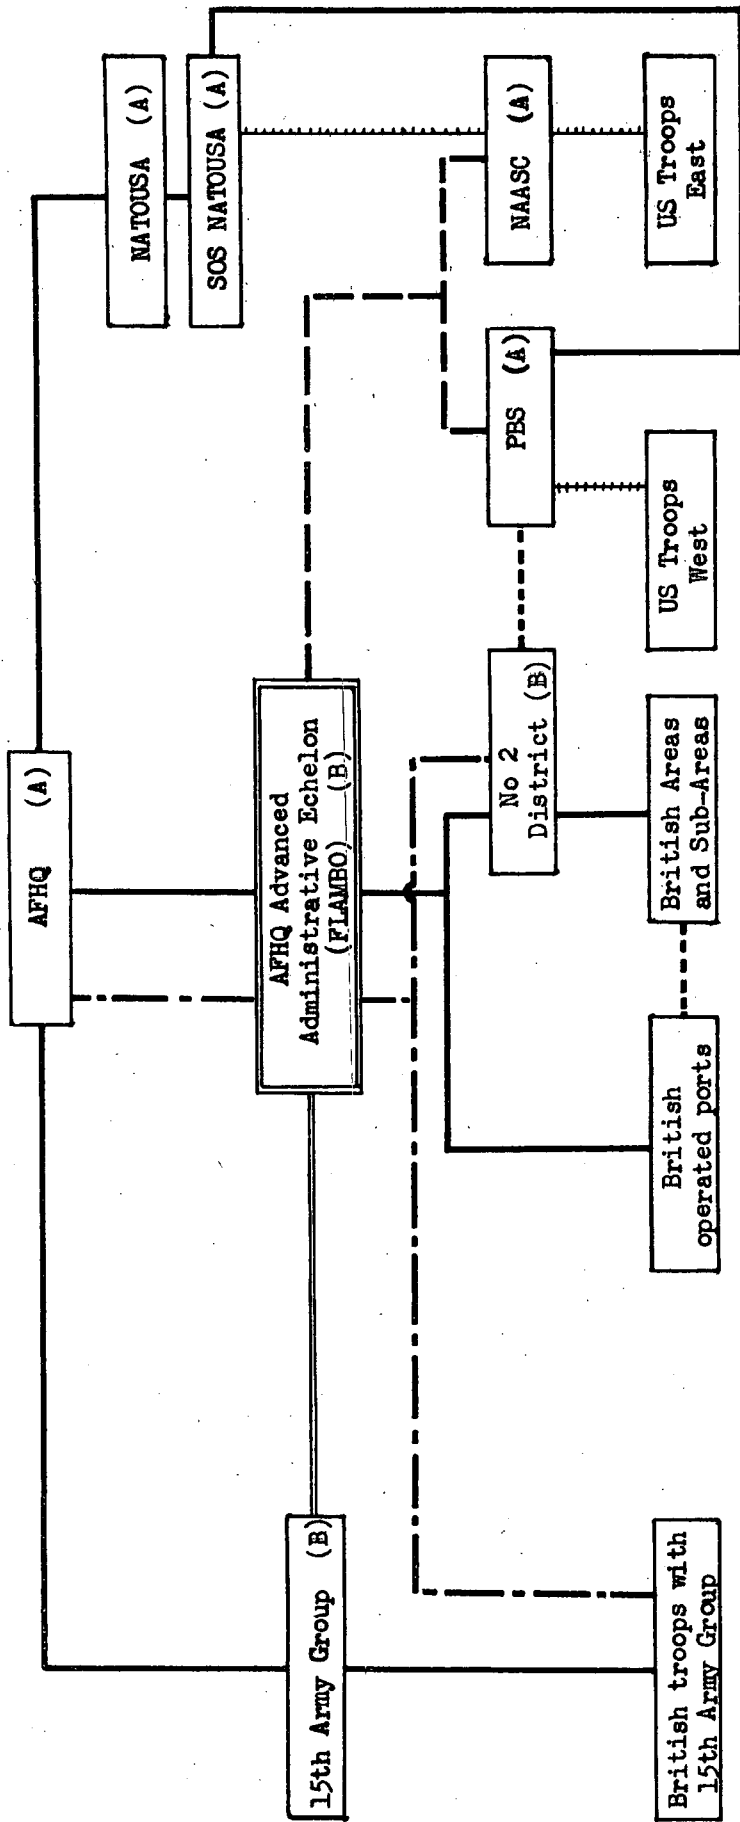 AFHQ (A)
NATOUSA (A)
SOS NATOUSA (A)
AFHQ Advanced
Administrative Echelon
(FLAMBO) (B)
15th Army Group (B)
No 2
District (B)
PBS (A)
NAASC (A)
British troops with
15th Army Group
British
operated ports
British Areas
and Sub-Areas
US Troops
West
US Troops
East